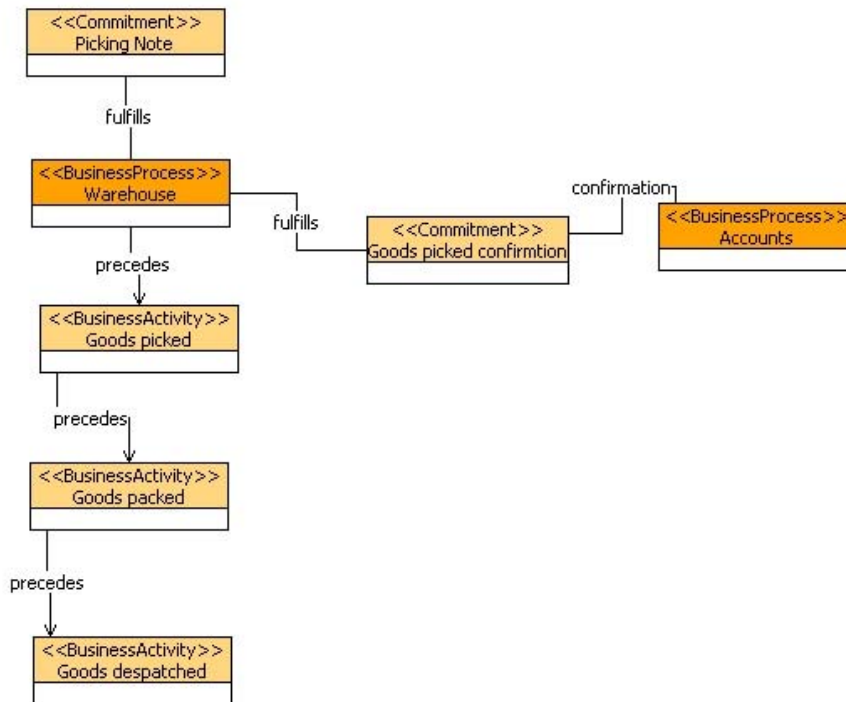 <<Commitment>>
Picking Note
fulfills
<<BusinessProcess>>
Warehouse
fulfills
<<Commitment>>
Goods picked confirmtion
confirmation
<<BusinessProcess>>
Accounts
precedes
<<BusinessActivity>>
Goods picked
precedes
<<BusinessActivity>>
Goods packed
precedes
<<BusinessActivity>>
Goods despatched